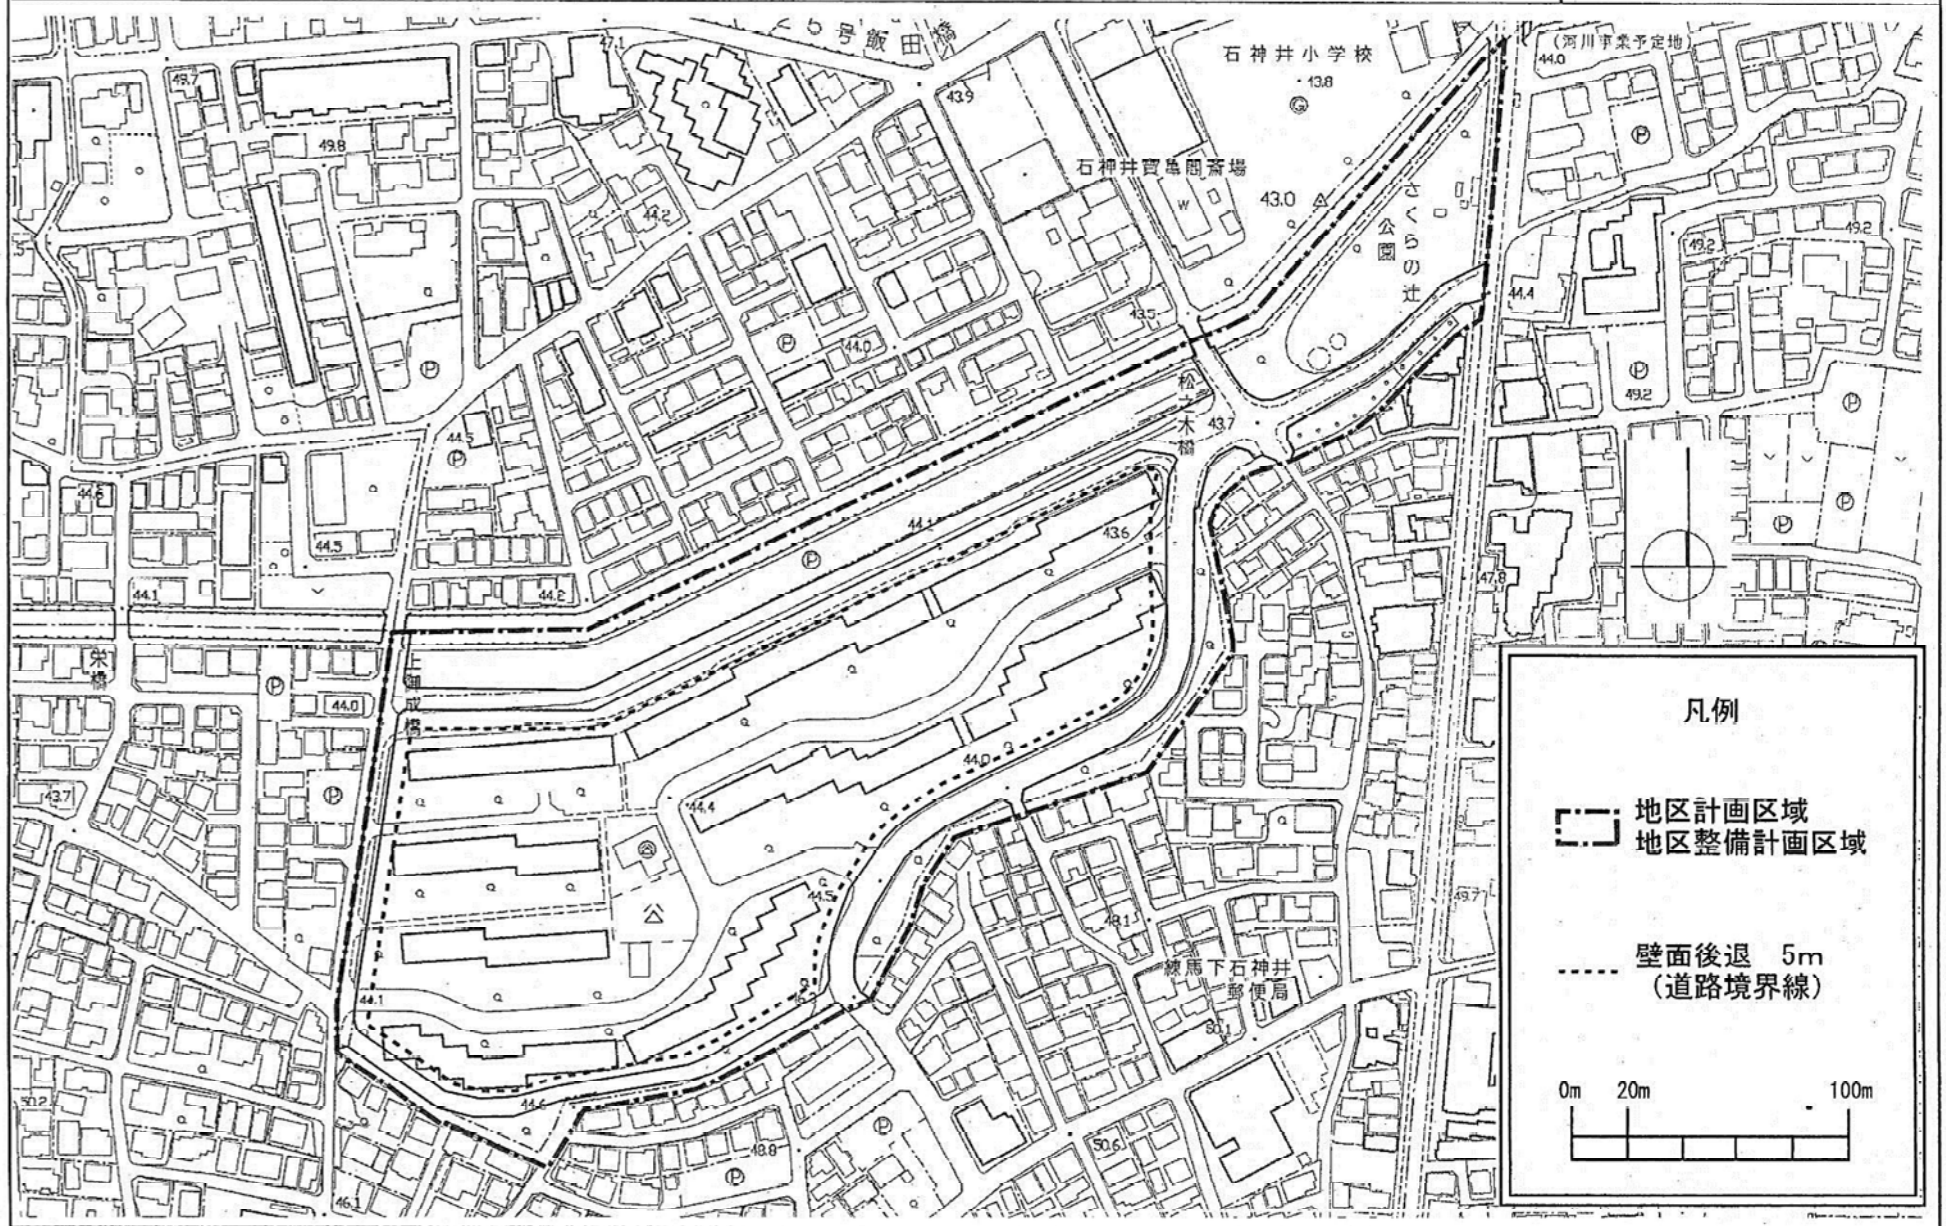 号飯田橋
石神井小学校
13.8
(河川事業予定地)
44.0
47.1
49.7
43.9
49.8
石神井宝亀閣斎場
43.0
さくらの辻
公園
44.2
49.2
49.2
44.4
43.5
44.0
49.2
松之木橋
43.7
44.5
44.6
44.1
43.6
44.5
47.8
44.1
44.2
栄橋
上御成橋
44.0
44.0
43.7
44.4
44.5
49.7
48.1
練馬下石神井
郵便局
44.1
50.1
50.2
44.6
48.8
50.6
46.1
凡例
地区計画区域
地区整備計画区域
壁面後退 5m
(道路境界線)
0m 20m 100m